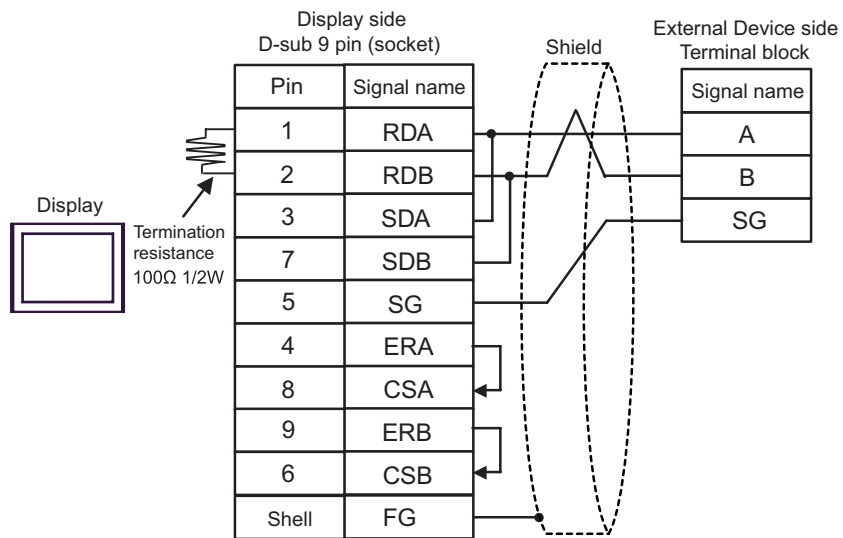 Display side
D-sub 9 pin (socket)
Shield
External Device side
Terminal block
Pin Signal name
Signal name
1 RDA
A
2 RDB
B
3 SDA
SG
7 SDB
5 SG
4 ERA
8 CSA
9 ERB
6 CSB
Shell FG
Display
Termination
resistance
100Ω 1/2W